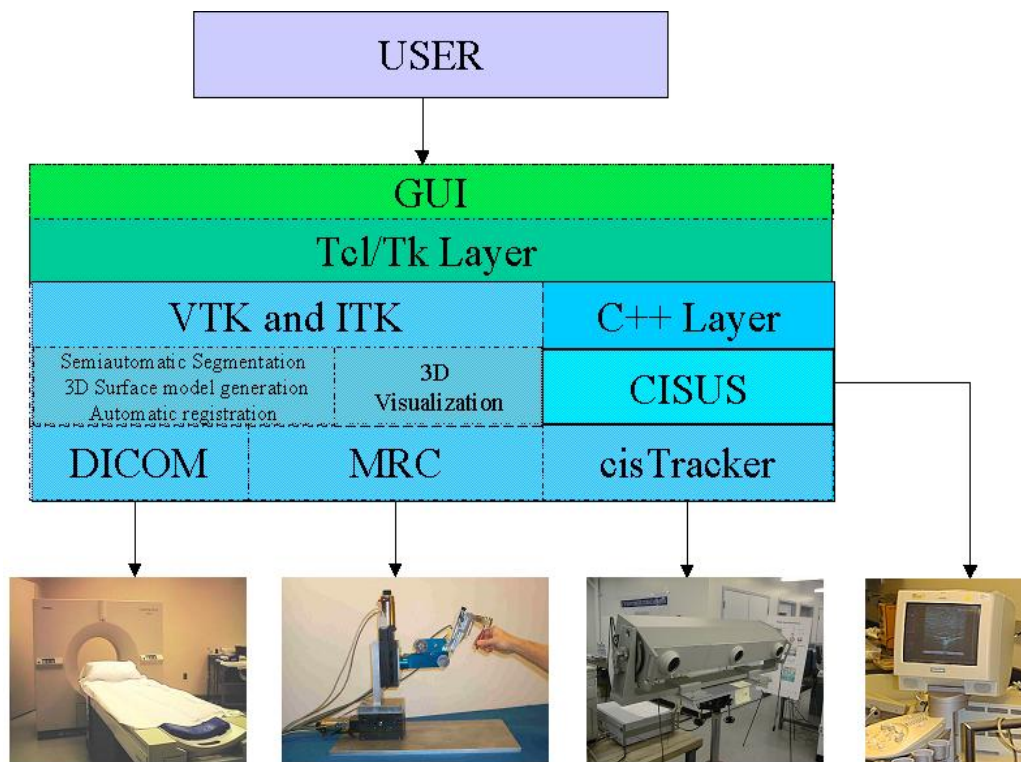 USER
GUI
Tcl/Tk Layer
VTK and ITK
C++ Layer
Semiautomatic Segmentation
3D Surface model generation
Automatic registration
3D
Visualization
CISUS
DICOM
MRC
cisTracker